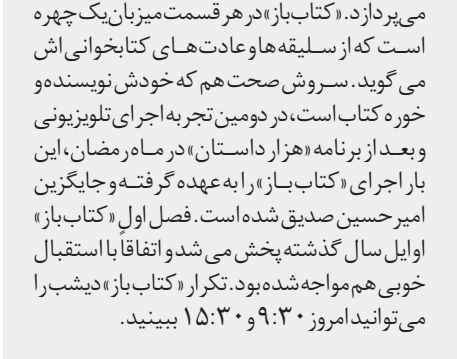 می‌پردازد. «کتاب‌باز» در هر قسمت میزبان یک چهره
است که از سلیقه‌ها و عادت‌های کتابخوانی‌اش
می گوید. سروش صحت هم که خودش نویسنده و
خوره کتاب است، در دومین تجربه اجرای تلویزیونی
و بعد از برنامه «هزار داستان» در ماه رمضان، این
بار اجرای «کتاب‌باز» را به عهده گرفته و جایگزین
امیرحسین صدیق شده است. فصل اولِ «کتاب‌باز»
اوایل سال گذشته پخش می شد و اتفاقاً با استقبال
خوبی هم مواجه شده بود. تکرار «کتاب‌باز» دیشب را
می‌توانید امروز ۹:۳۰ و ۱۵:۳۰ ببینید.